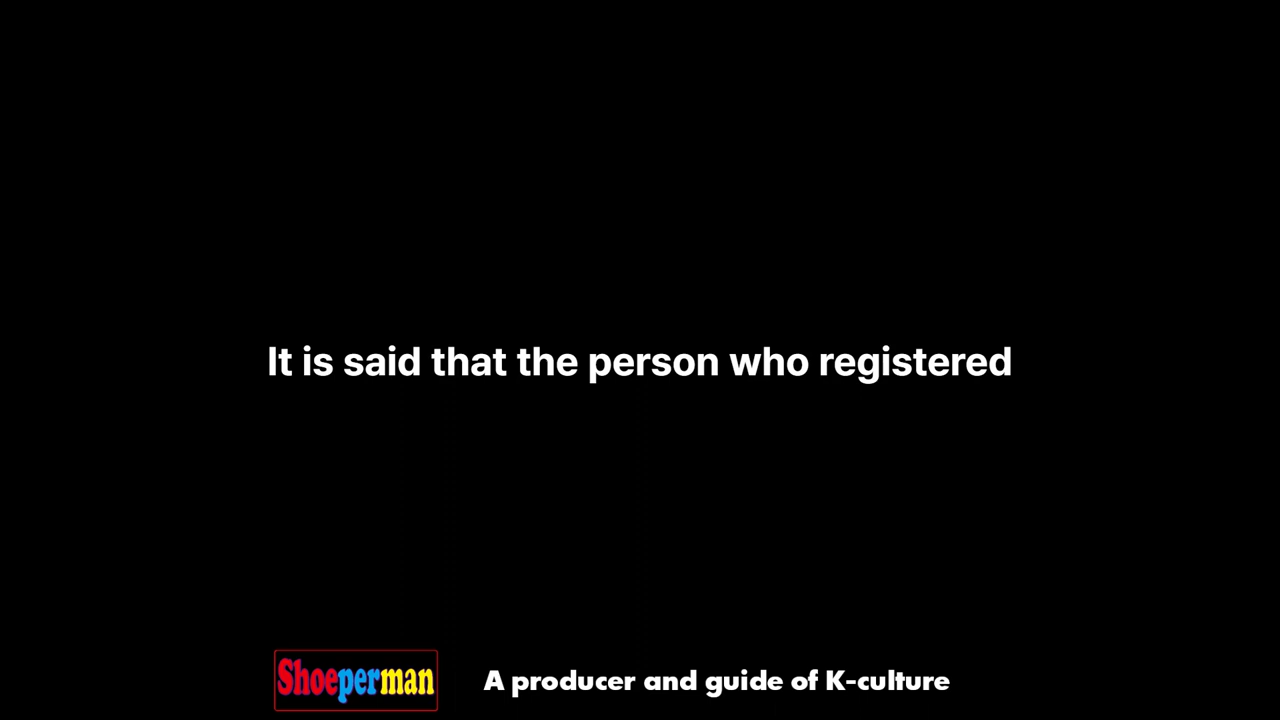 It is said that the person who registered
Shoeperman
A producer and guide of K-culture